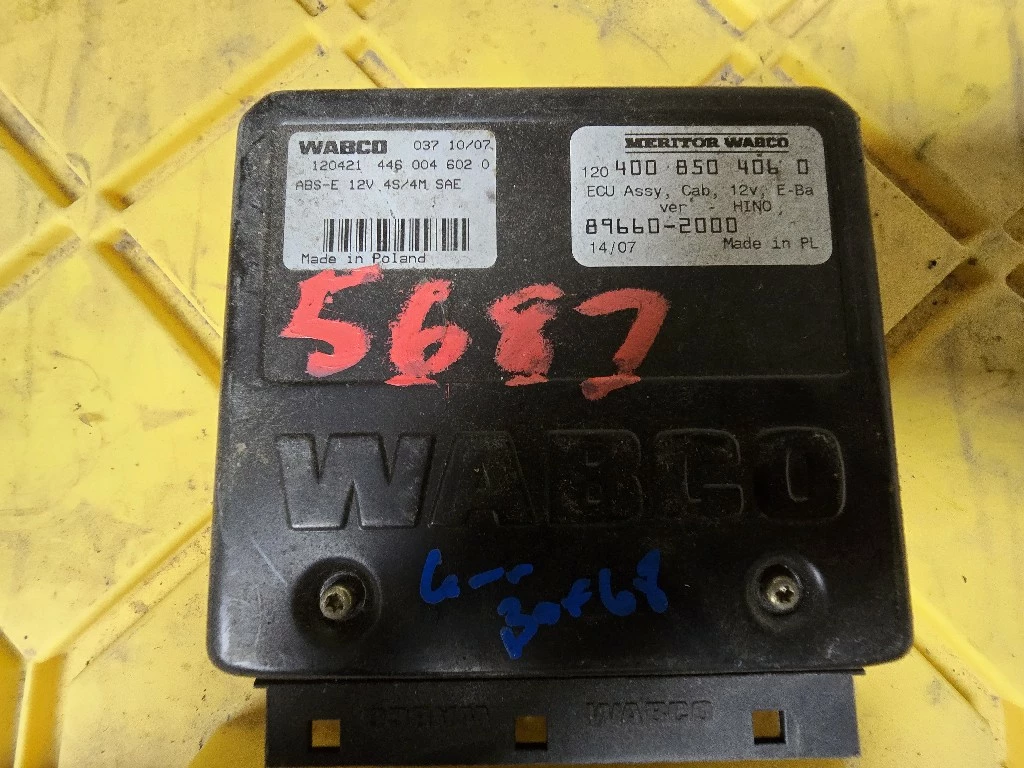 WABCO 037 10/07
120421 446 004 602 0
ABS-E 12V 4S/4M SAE
Made in Poland
MERITOR WABCO
120 400 850 406 0
ECU Assy, Cab, 12v, E-Ba
ver - HINO
89660-2000
14/07 Made in PL
5687
WABCO
WABCO